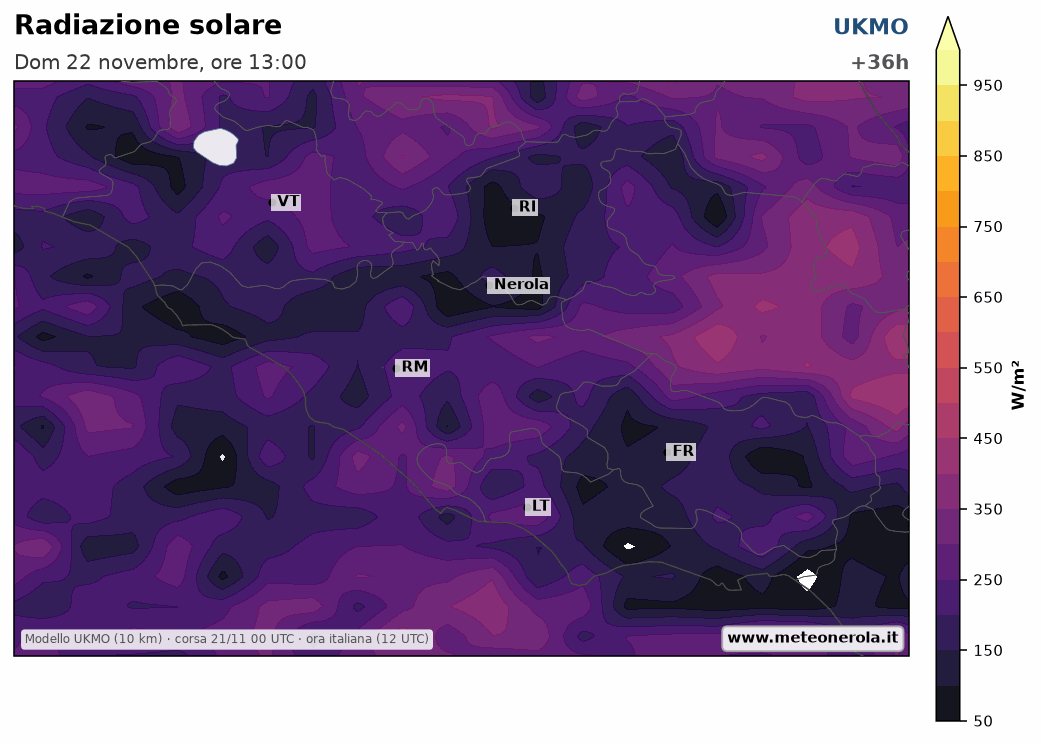 Radiazione solare
UKMO
Dom 22 novembre, ore 13:00
+36h
VT
RI
Nerola
RM
FR
LT
Modello UKMO (10 km) · corsa 21/11 00 UTC · ora italiana (12 UTC)
www.meteonerola.it
950
850
750
650
550
450
350
250
150
50
W/m²